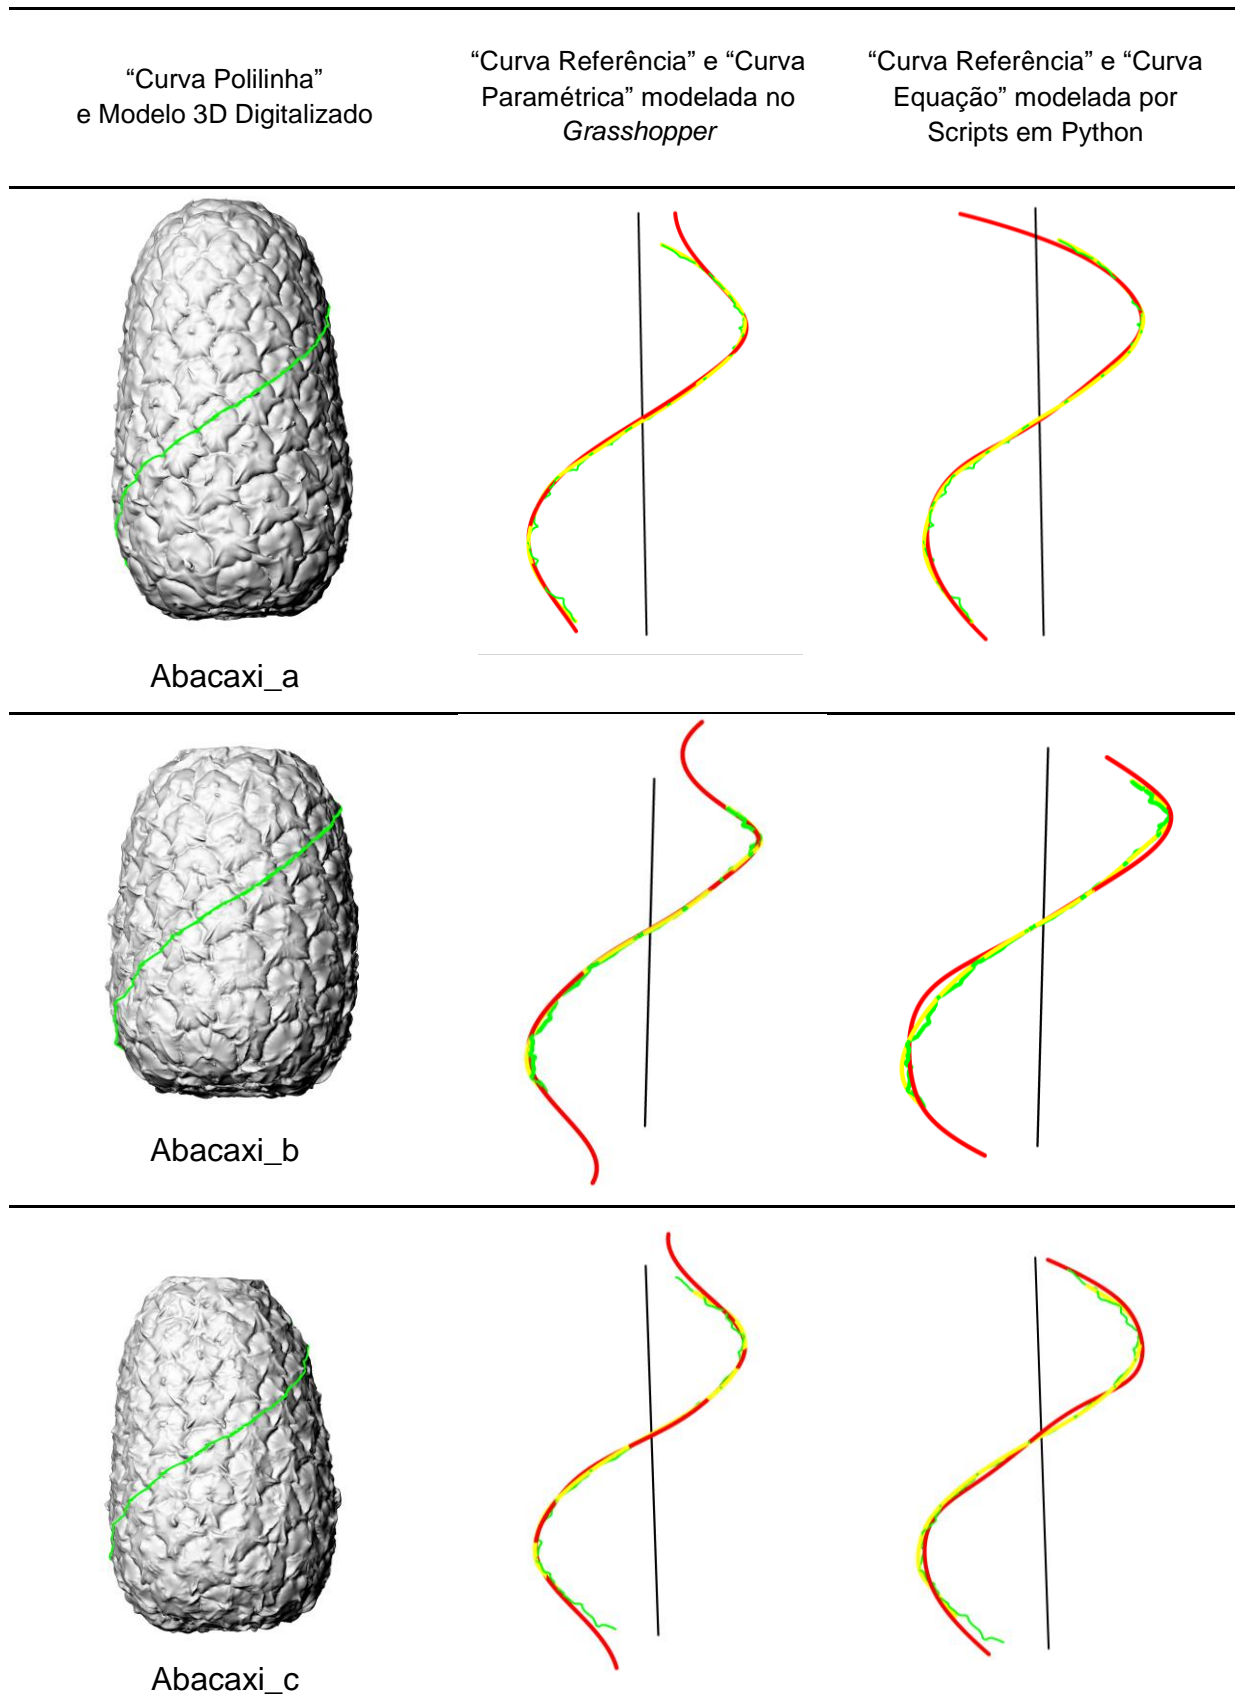 “Curva Polilinha”
e Modelo 3D Digitalizado
“Curva Referência” e “Curva
Paramétrica” modelada no
Grasshopper
“Curva Referência” e “Curva
Equação” modelada por
Scripts em Python
Abacaxi_a
Abacaxi_b
Abacaxi_c